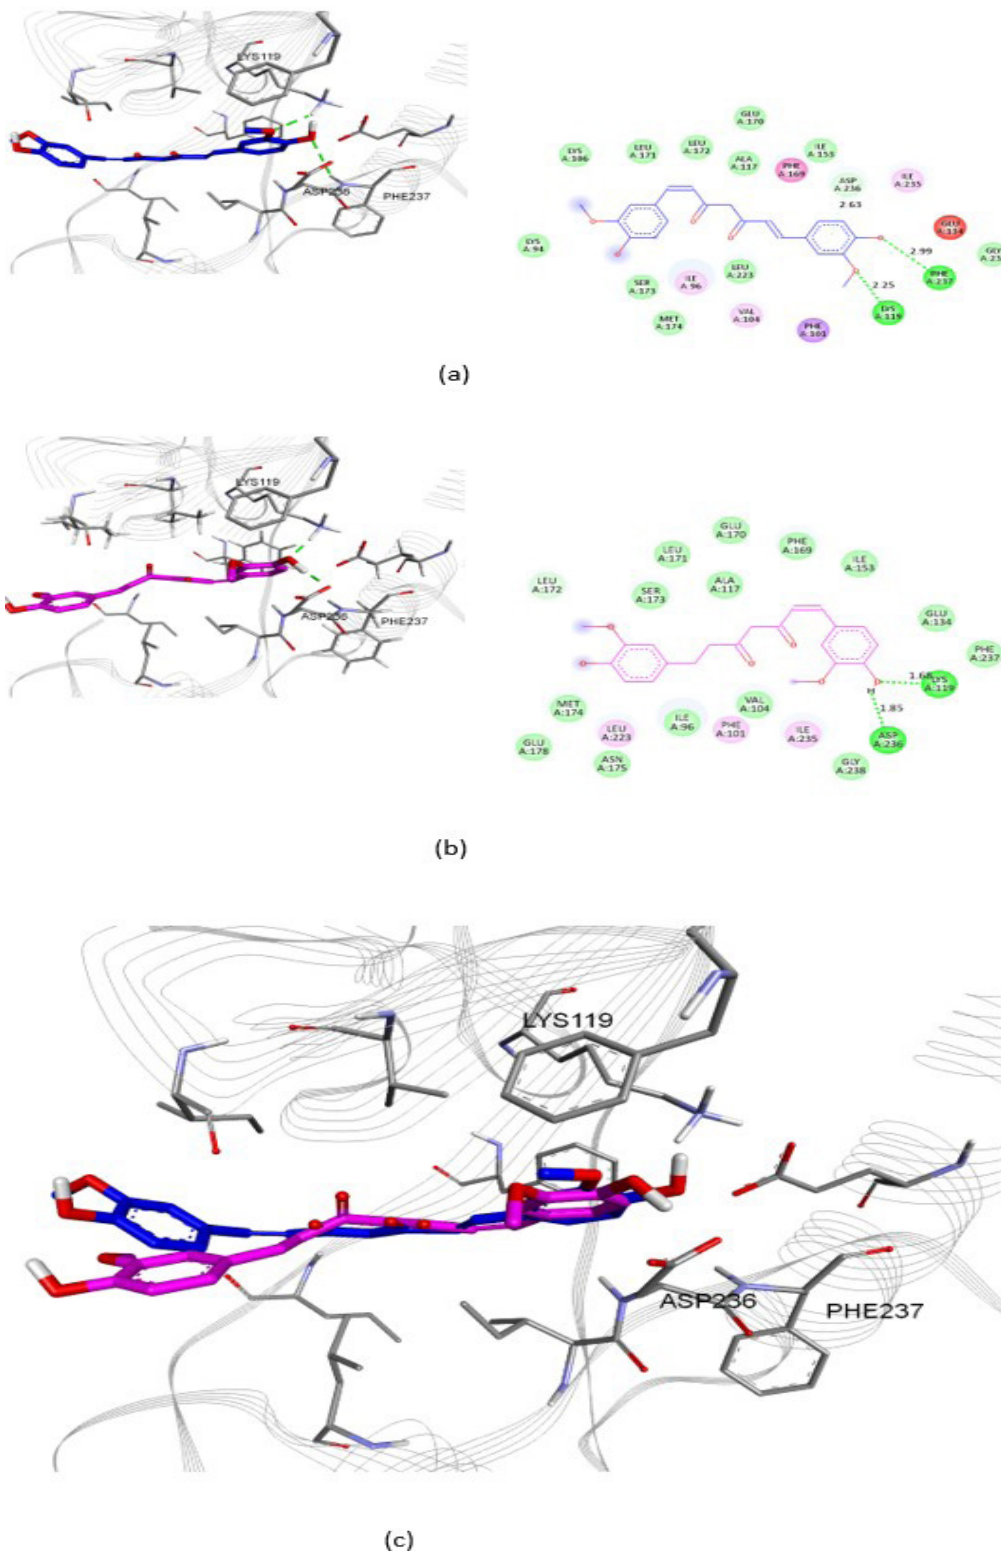 LYS119
ASP236
PHE237
GLU
A:170
LYS
A:106
LEU
A:171
LEU
A:172
ALA
A:117
ILE
A:153
PHE
A:169
ASP
A:236
ILE
A:235
2.63
GLU
A:134
LYS
A:94
GLY
2.99
PHE
A:237
SER
A:173
ILE
A:96
LEU
A:223
2.25
MET
A:174
VAL
A:104
PHE
A:101
LYS
A:119
(a)
LYS119
ASP236
PHE237
GLU
A:170
LEU
A:171
PHE
A:169
ILE
A:153
LEU
A:172
SER
A:173
ALA
A:117
GLU
A:134
PHE
A:237
LYS
A:119
H
1.85
MET
A:174
LEU
A:223
ILE
A:96
VAL
A:104
PHE
A:101
ILE
A:235
ASP
A:236
GLU
A:178
ASN
A:175
GLY
A:238
(b)
LYS119
ASP236
PHE237
(c)